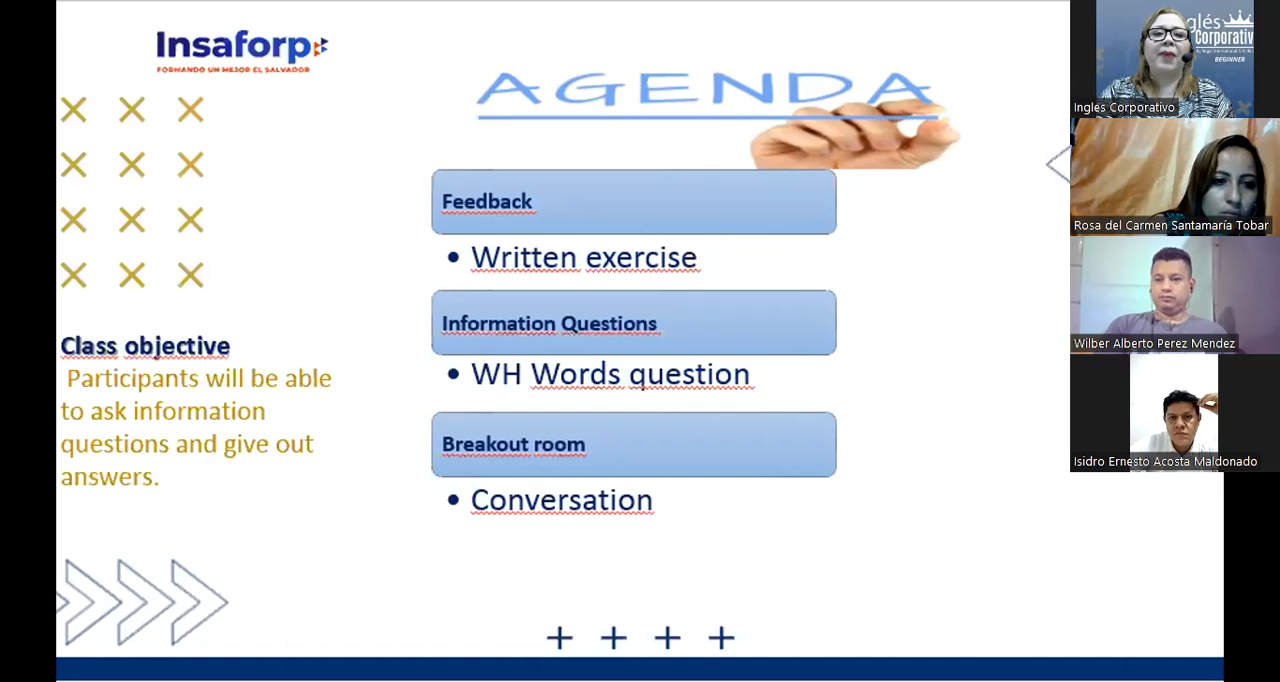 Insaforp
FORMANDO UN MEJOR EL SALVADOR
AGENDA
Class objective
Participants will be able
to ask information
questions and give out
answers.
Feedback
• Written exercise
Information Questions
• WH Words question
Breakout room
• Conversation
glés
Corporativ
BEGINNER
Ingles Corporativo
Rosa del Carmen Santamaría Tobar
Wilber Alberto Perez Mendez
Isidro Ernesto Acosta Maldonado